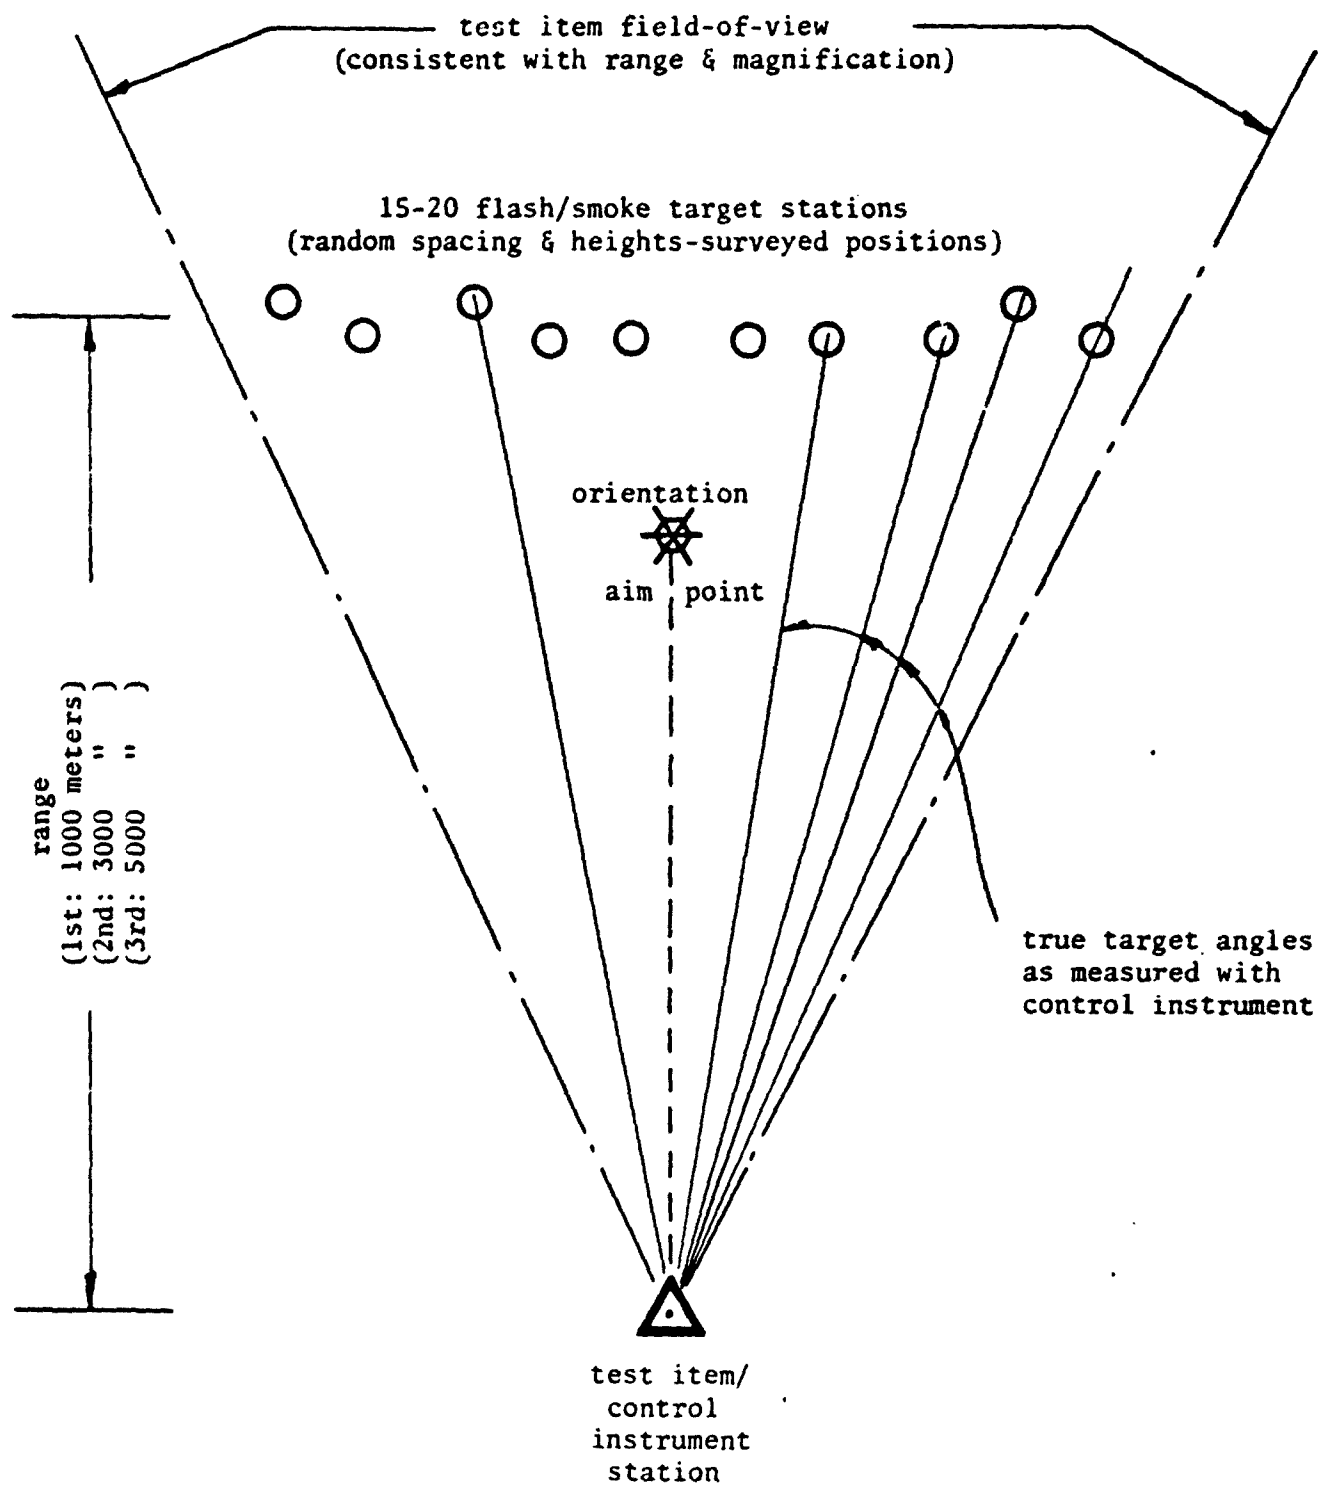 test item field-of-view
(consistent with range & magnification)
15-20 flash/smoke target stations
(random spacing & heights-surveyed positions)
orientation
aim point
range
(1st: 1000 meters)
(2nd: 3000 " )
(3rd: 5000 " )
true target angles
as measured with
control instrument
test item/
control
instrument
station